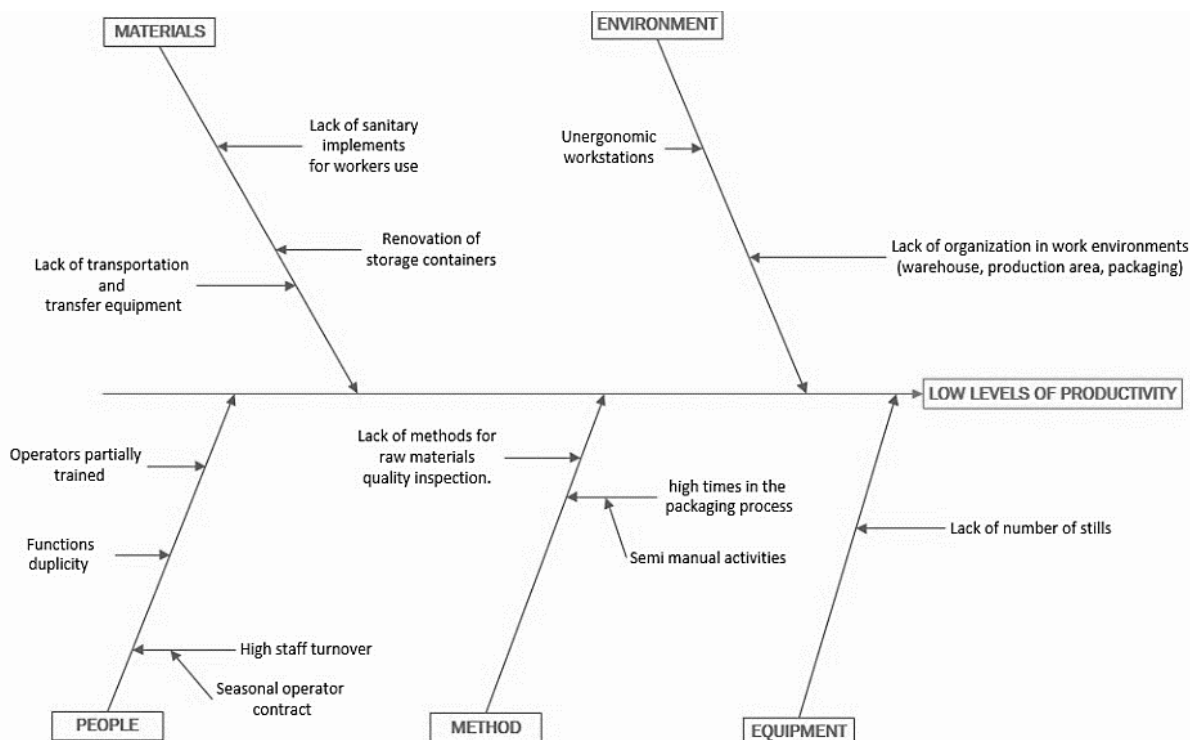 MATERIALS
ENVIRONMENT
Lack of sanitary
implements
for workers use
Unergonomic
workstations
Renovation of
storage containers
Lack of transportation
and
transfer equipment
Lack of organization in work environments
(warehouse, production area, packaging)
LOW LEVELS OF PRODUCTIVITY
Operators partially
trained
Lack of methods for
raw materials
quality inspection.
high times in the
packaging process
Functions
duplicity
Semi manual activities
Lack of number of stills
High staff turnover
Seasonal operator
contract
PEOPLE
METHOD
EQUIPMENT